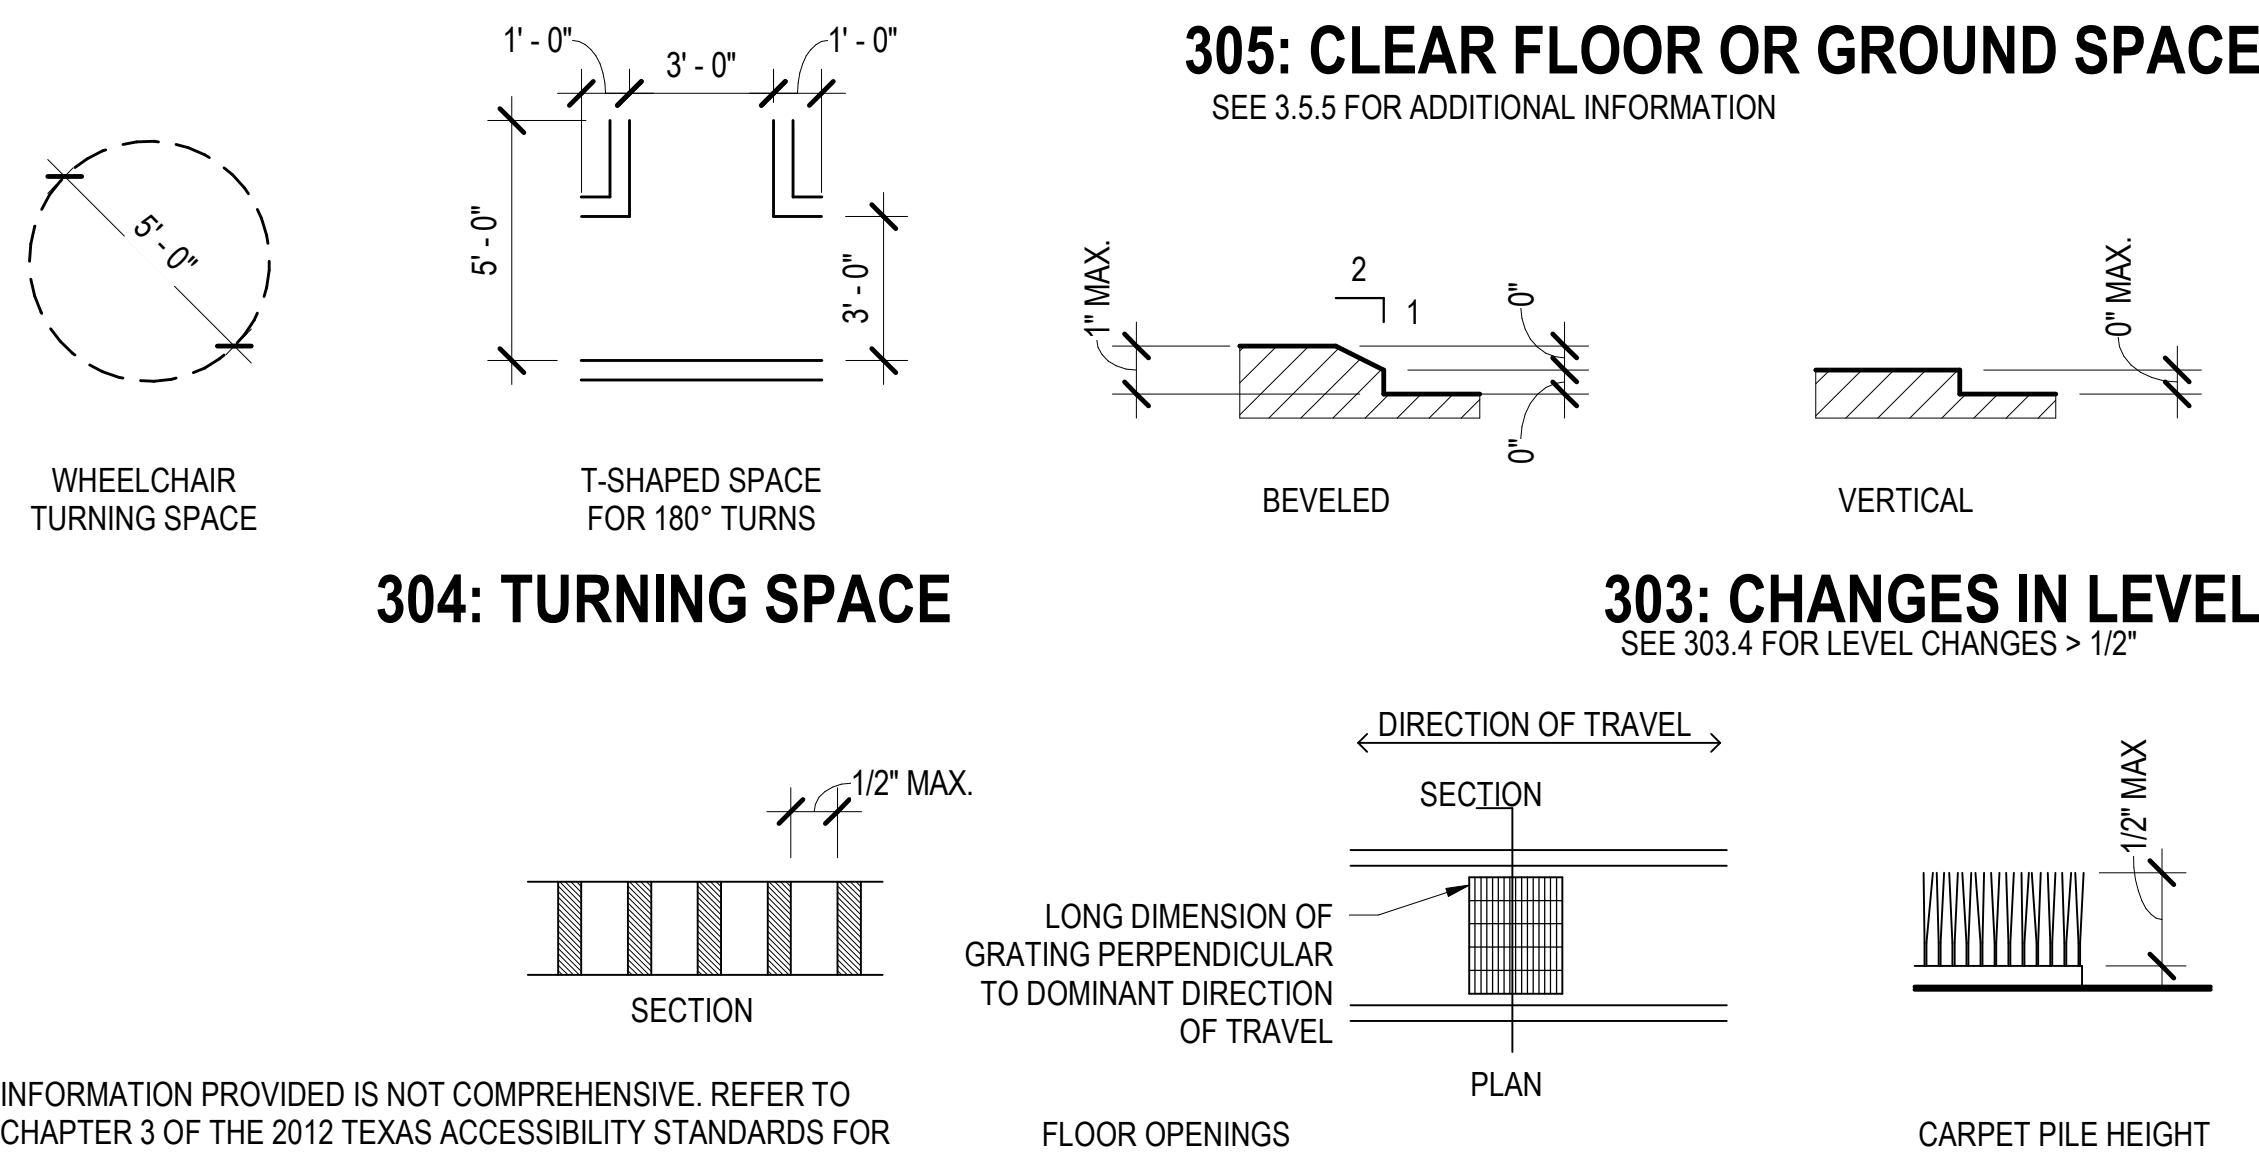 1' - 0"
3' - 0"
1' - 0"
5' - 0"
3' - 0"
5' - 0"
WHEELCHAIR
TURNING SPACE
T-SHAPED SPACE
FOR 180° TURNS
304: TURNING SPACE
305: CLEAR FLOOR OR GROUND SPACE
SEE 3.5.5 FOR ADDITIONAL INFORMATION
1" MAX.
2
1
0"
0"
BEVELED
0" MAX.
VERTICAL
303: CHANGES IN LEVEL
SEE 303.4 FOR LEVEL CHANGES > 1/2"
1/2" MAX.
SECTION
DIRECTION OF TRAVEL
SECTION
LONG DIMENSION OF
GRATING PERPENDICULAR
TO DOMINANT DIRECTION
OF TRAVEL
PLAN
FLOOR OPENINGS
1/2" MAX
CARPET PILE HEIGHT
INFORMATION PROVIDED IS NOT COMPREHENSIVE. REFER TO
CHAPTER 3 OF THE 2012 TEXAS ACCESSIBILITY STANDARDS FOR